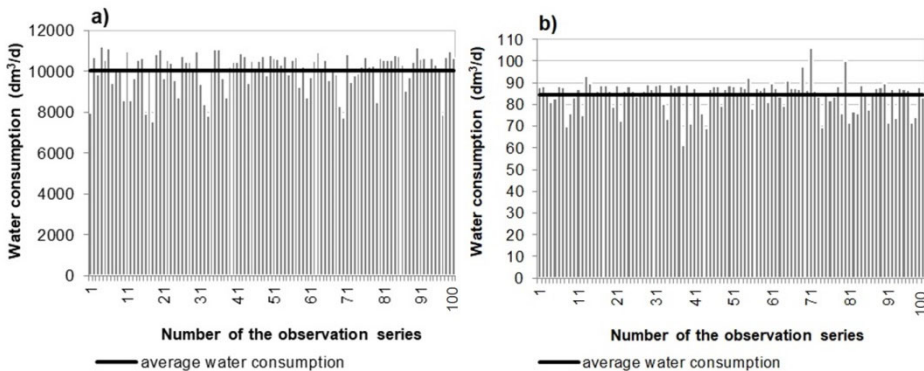 a)
Water consumption (dm³/d)
12000
10000
8000
6000
4000
2000
0
1 11 21 31 41 51 61 71 81 91 100
Number of the observation series
average water consumption
b)
Water consumption (dm³/d)
110
100
90
80
70
60
50
40
30
20
10
0
1 11 21 31 41 51 61 71 81 91 100
Number of the observation series
average water consumption